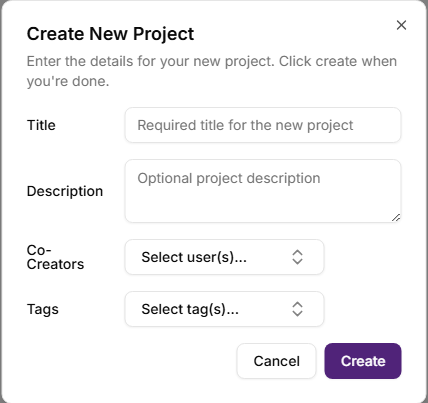 Create New Project
Enter the details for your new project. Click create when
you're done.
Title
Required title for the new project
Description
Optional project description
Co-
Creators
Select user(s)...
Tags
Select tag(s)...
Cancel
Create